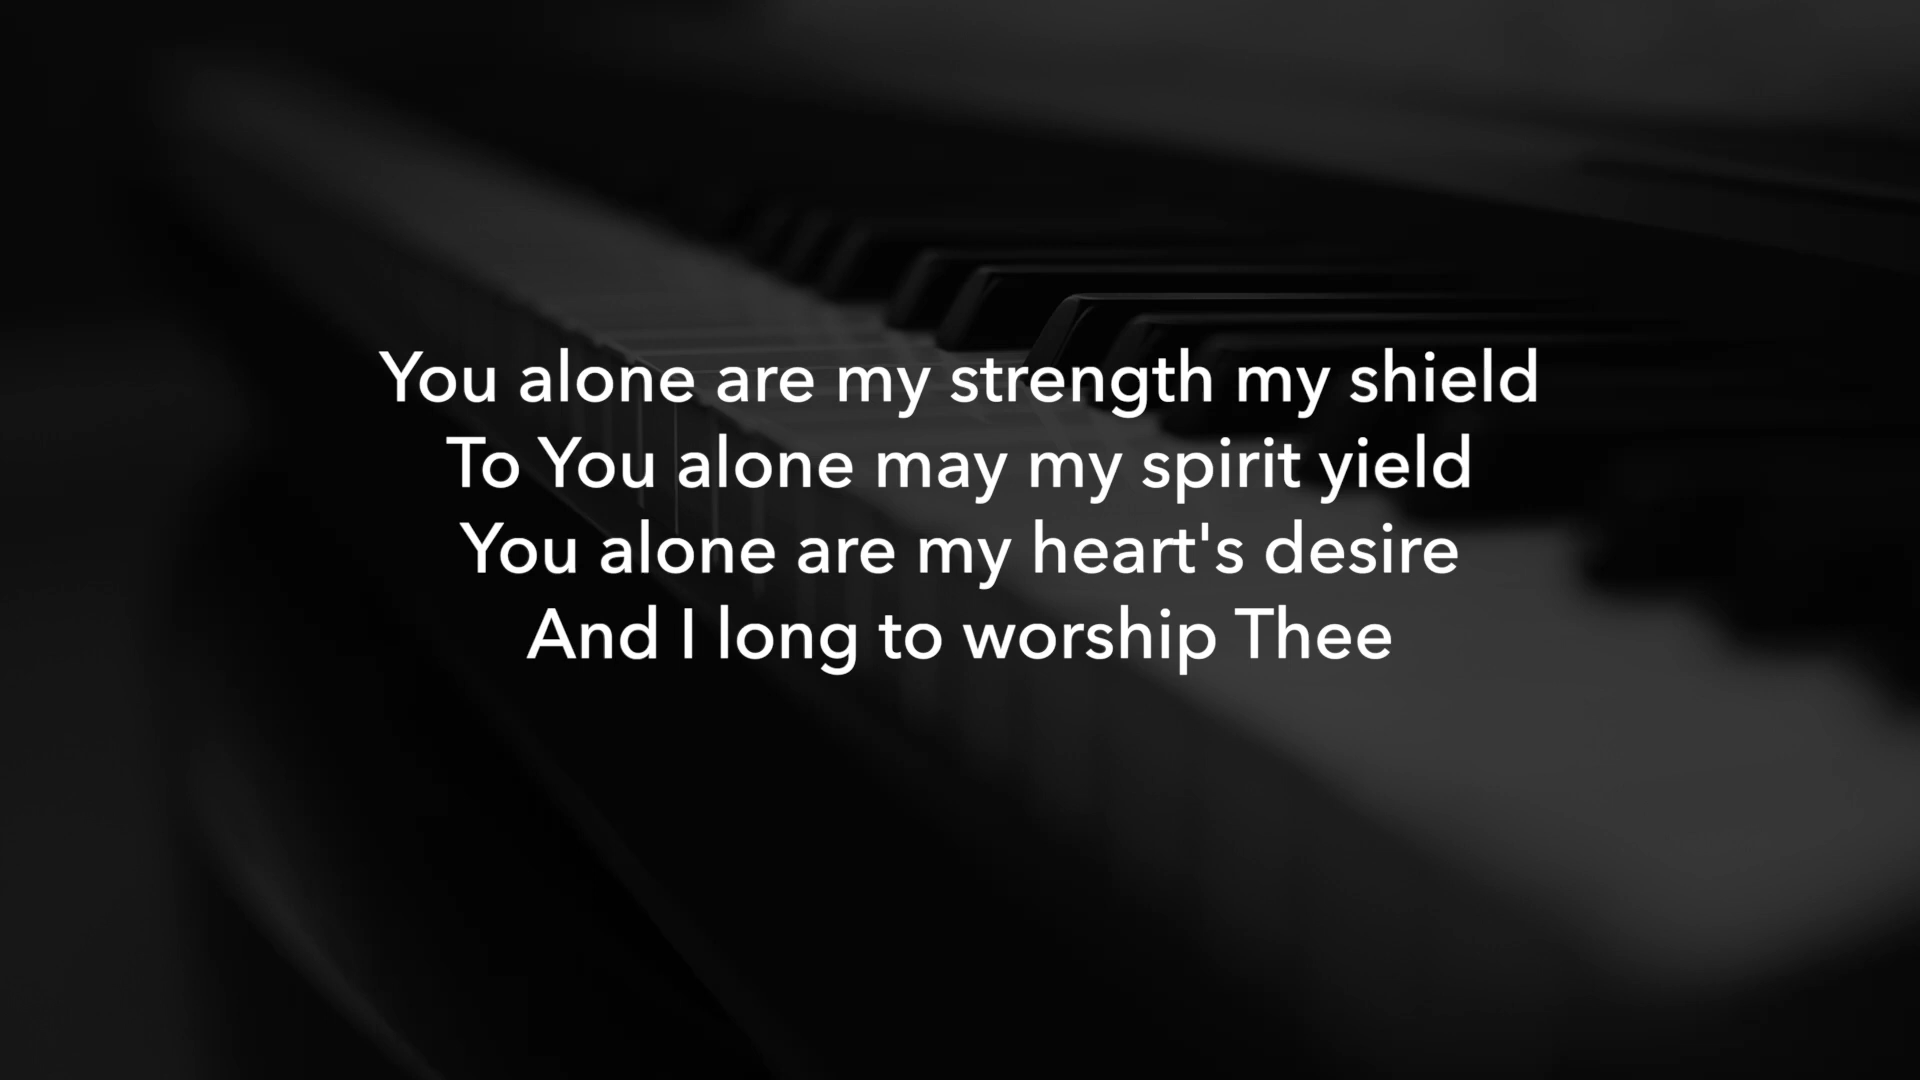 You alone are my strength my shield
To You alone may my spirit yield
You alone are my heart's desire
And I long to worship Thee